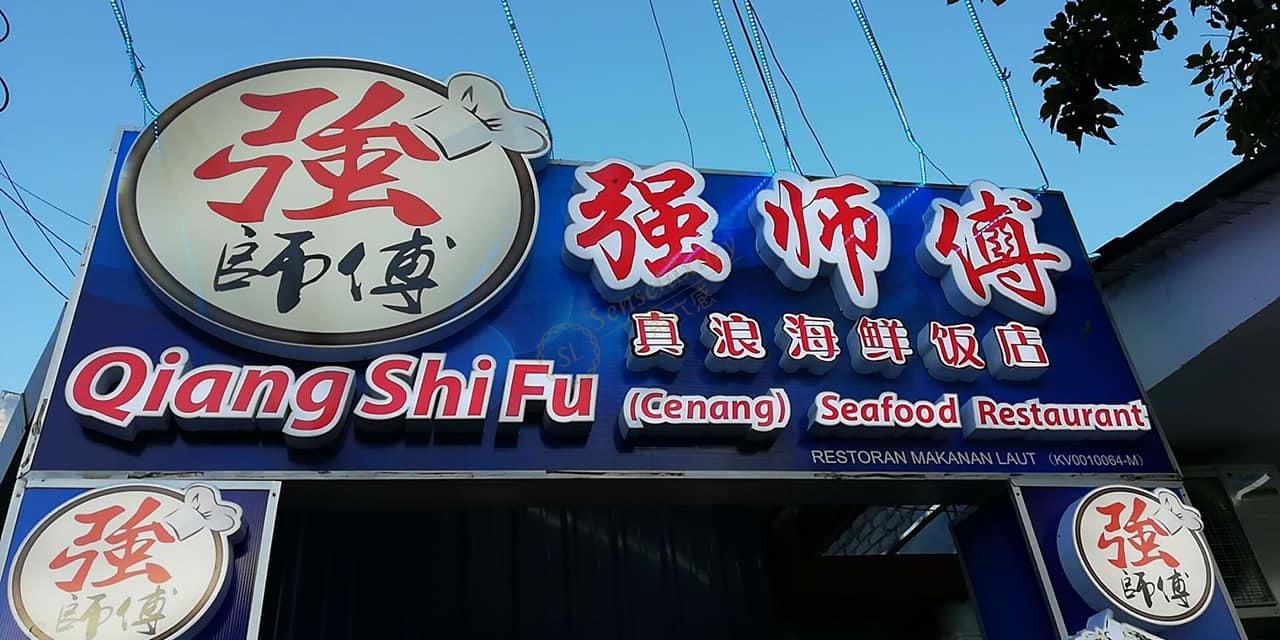 強
師傅
强师傅
真浪海鲜饭店
Qiang Shi Fu (Cenang) Seafood Restaurant
RESTORAN MAKANAN LAUT (KV0010064-M)
強
師傅
強
師傅